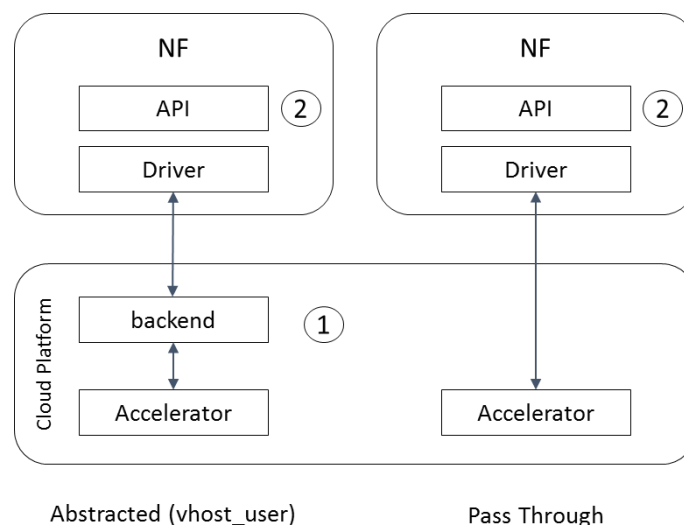 NF
API
2
Driver
NF
API
2
Driver
Cloud Platform
backend
1
Accelerator
Accelerator
Abstracted (vhost_user)
Pass Through